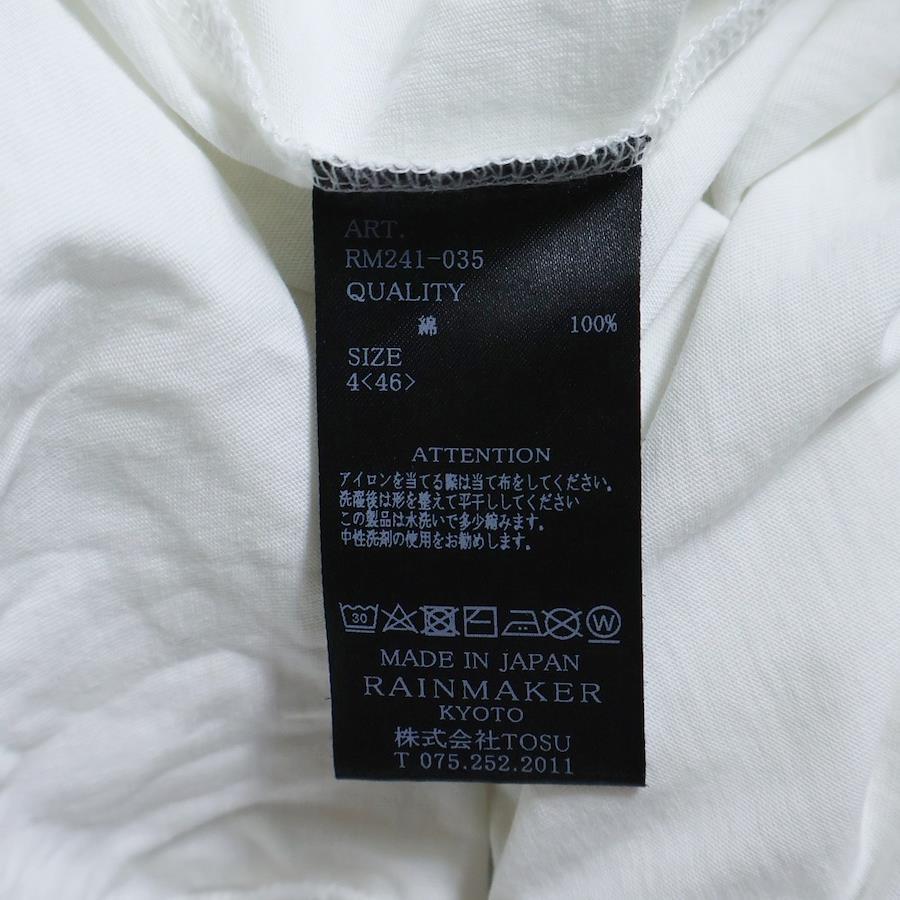 ART.
RM241-035
QUALITY
綿 100%
SIZE
4<46>
ATTENTION
アイロンを当てる際は当て布をしてください。
洗濯後は形を整えて平干ししてください
この製品は水洗いで多少縮みます。
中性洗剤の使用をお勧めします。
30 W
MADE IN JAPAN
RAINMAKER
KYOTO
株式会社TOSU
T 075.252.2011